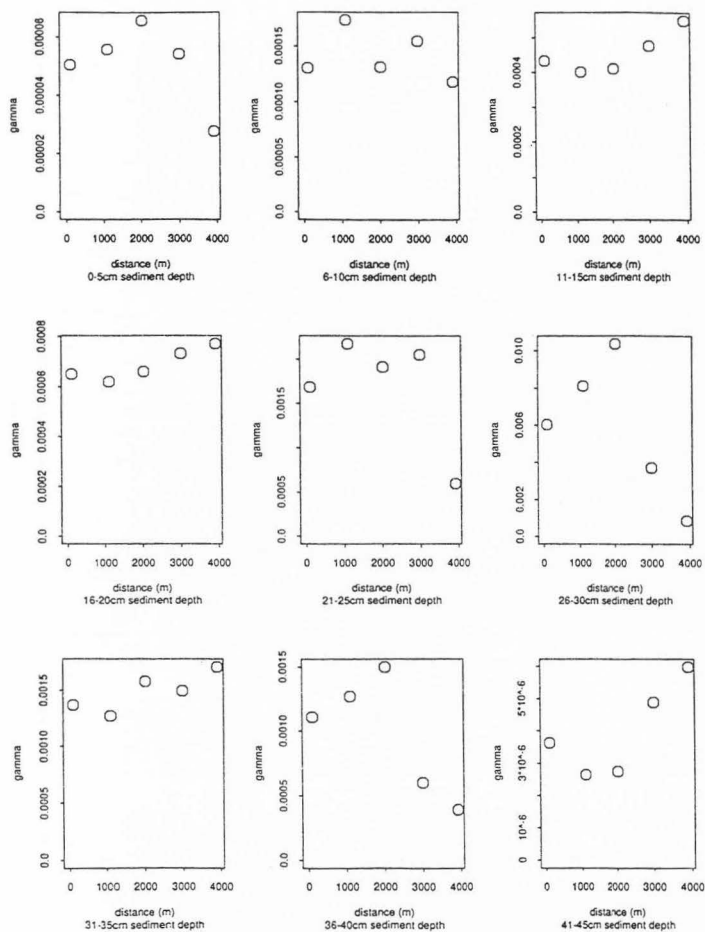 gamma
0.0 0.00002 0.00004 0.00006
0 1000 2000 3000 4000
distance (m)
0-5cm sediment depth
gamma
0.0 0.00005 0.00010 0.00015
0 1000 2000 3000 4000
distance (m)
6-10cm sediment depth
gamma
0.0 0.0002 0.0004
0 1000 2000 3000 4000
distance (m)
11-15cm sediment depth
gamma
0.0 0.0002 0.0004 0.0006 0.0008
0 1000 2000 3000 4000
distance (m)
16-20cm sediment depth
gamma
0.0 0.0005 0.0015
0 1000 2000 3000 4000
distance (m)
21-25cm sediment depth
gamma
0.0 0.002 0.006 0.010
0 1000 2000 3000 4000
distance (m)
26-30cm sediment depth
gamma
0.0 0.0005 0.0010 0.0015
0 1000 2000 3000 4000
distance (m)
31-35cm sediment depth
gamma
0.0 0.0005 0.0010 0.0015
0 1000 2000 3000 4000
distance (m)
36-40cm sediment depth
gamma
0 10^-6 3*10^-6 5*10^-6
0 1000 2000 3000 4000
distance (m)
41-45cm sediment depth